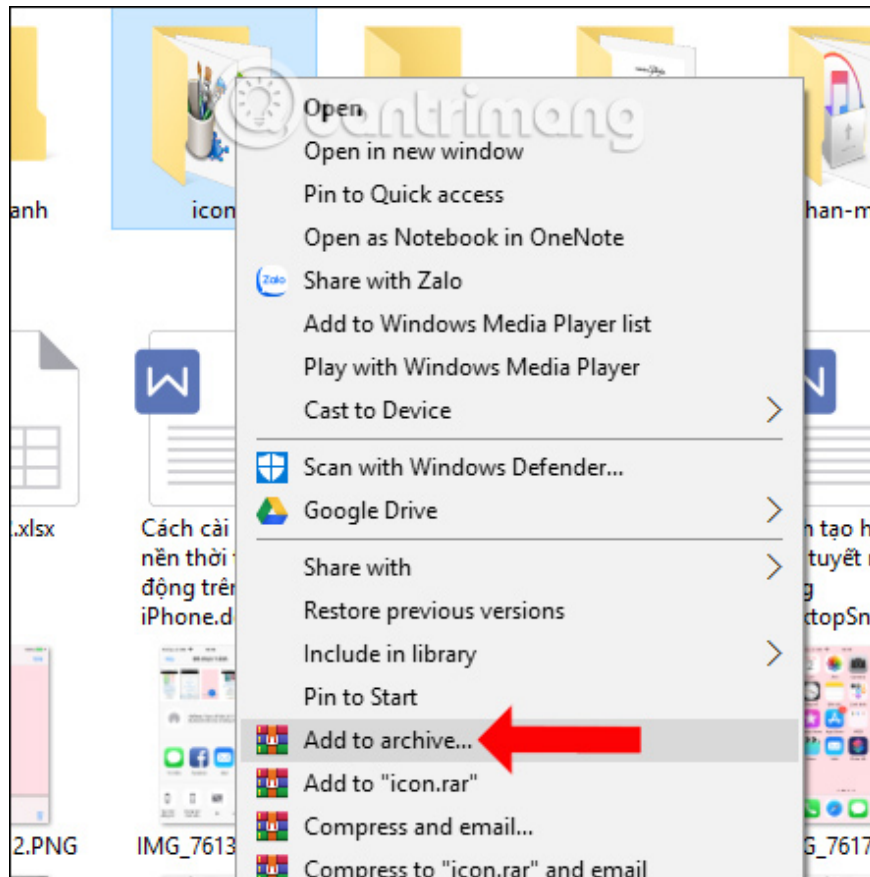 Quantrimang
Open
Open in new window
Pin to Quick access
Open as Notebook in OneNote
Zalo
Share with Zalo
Add to Windows Media Player list
Play with Windows Media Player
Cast to Device
Scan with Windows Defender...
Google Drive
Share with
Restore previous versions
Include in library
Pin to Start
Add to archive...
Add to "icon.rar"
Compress and email...
Compress to "icon.rar" and email
anh
icon
han-m
.xlsx
Cách cài
nền thời
động trên
iPhone.d
tạo h
tuyết
g
ktopSn
2.PNG
IMG_7613
G_7617